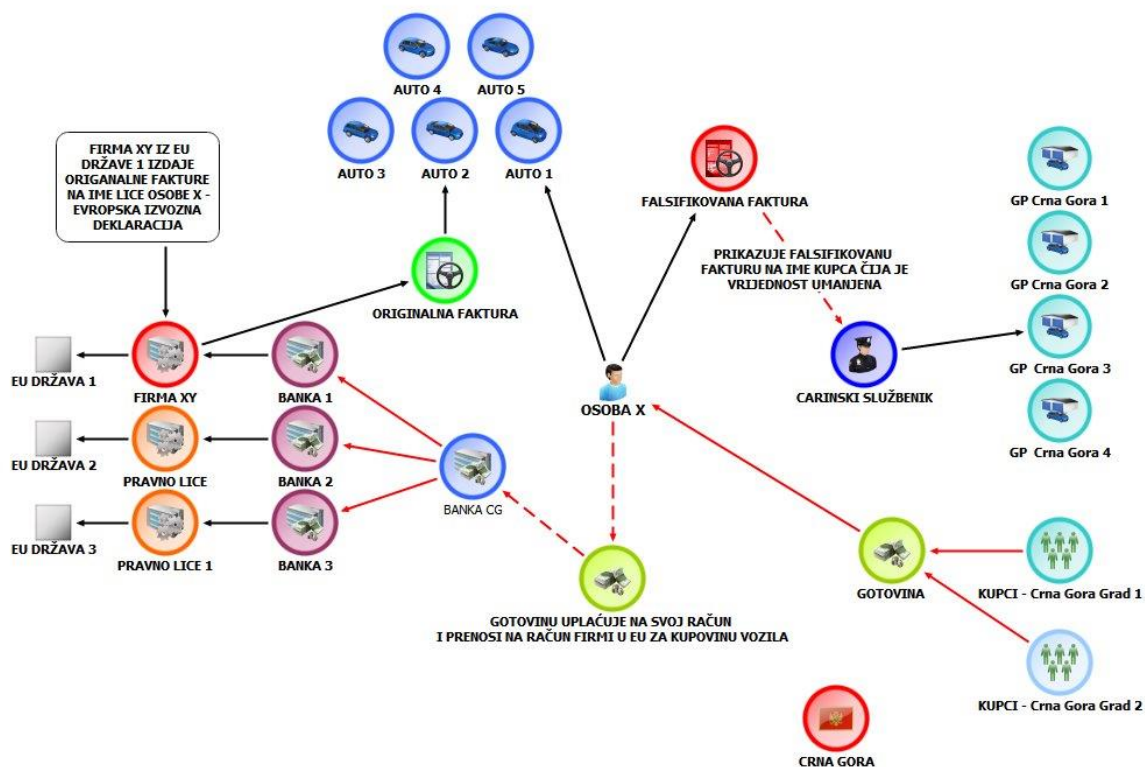 AUTO 4
AUTO 5
AUTO 3
AUTO 2
AUTO 1
FIRMA XY IZ EU
DRŽAVE 1 IZDAJE
ORIGANALNE FAKTURE
NA IME LICE OSOBE X -
EVROPSKA IZVOZNA
DEKLARACIJA
FALSIFIKOVANA FAKTURA
GP Crna Gora 1
PRIKAZUJE FALSIFIKOVANU
FAKTURU NA IME KUPCA ČIJA JE
VRIJEDNOST UMANJENA
GP Crna Gora 2
ORIGINALNA FAKTURA
EU DRŽAVA 1
FIRMA XY
BANKA 1
OSOBA X
CARINSKI SLUŽBENIK
GP Crna Gora 3
GP Crna Gora 4
EU DRŽAVA 2
PRAVNO LICE
BANKA 2
BANKA CG
EU DRŽAVA 3
PRAVNO LICE 1
BANKA 3
GOTOVINA
KUPCI - Crna Gora Grad 1
GOTOVINU UPLAĆUJE NA SVOJ RAČUN
I PRENOSI NA RAČUN FIRMI U EU ZA KUPOVINU VOZILA
KUPCI - Crna Gora Grad 2
CRNA GORA